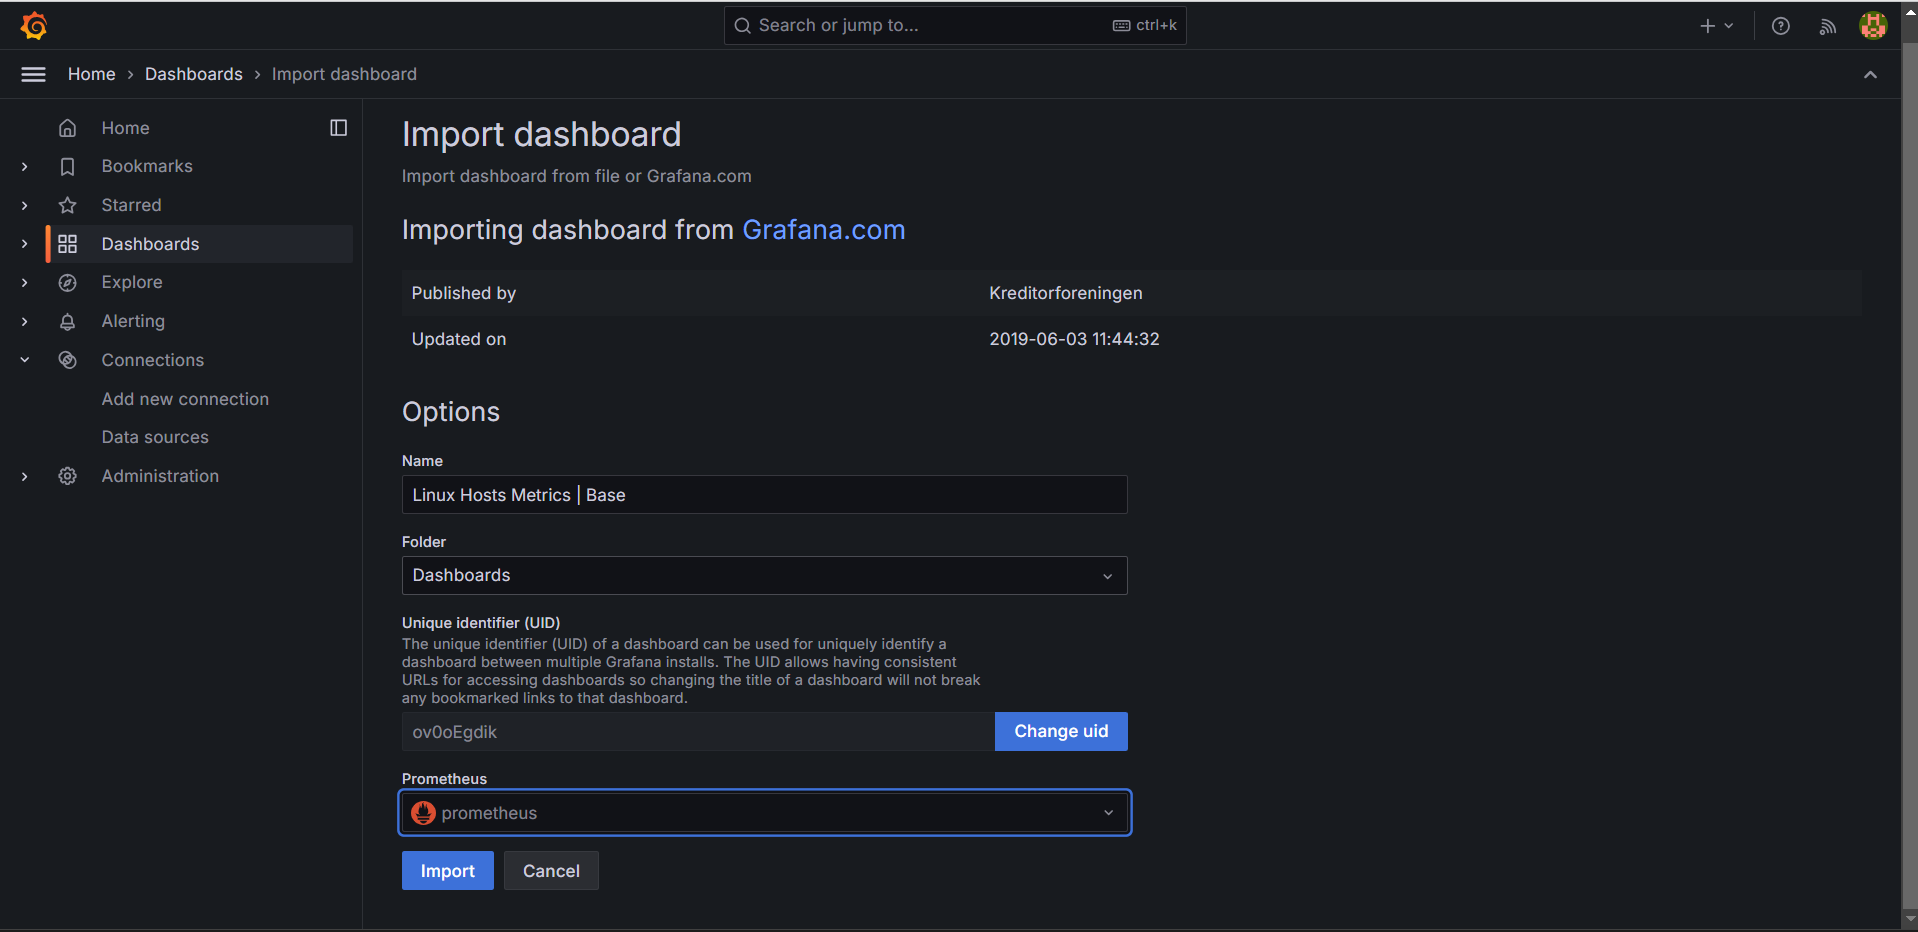 Search or jump to...
ctrl+k
Home › Dashboards › Import dashboard
Home
Bookmarks
Starred
Dashboards
Explore
Alerting
Connections
Add new connection
Data sources
Administration
Import dashboard
Import dashboard from file or Grafana.com
Importing dashboard from Grafana.com
Published by Kreditorforeningen
Updated on 2019-06-03 11:44:32
Options
Name
Linux Hosts Metrics | Base
Folder
Dashboards
Unique identifier (UID)
The unique identifier (UID) of a dashboard can be used for uniquely identify a
dashboard between multiple Grafana installs. The UID allows having consistent
URLs for accessing dashboards so changing the title of a dashboard will not break
any bookmarked links to that dashboard.
ov0oEgdik
Change uid
Prometheus
prometheus
Import
Cancel